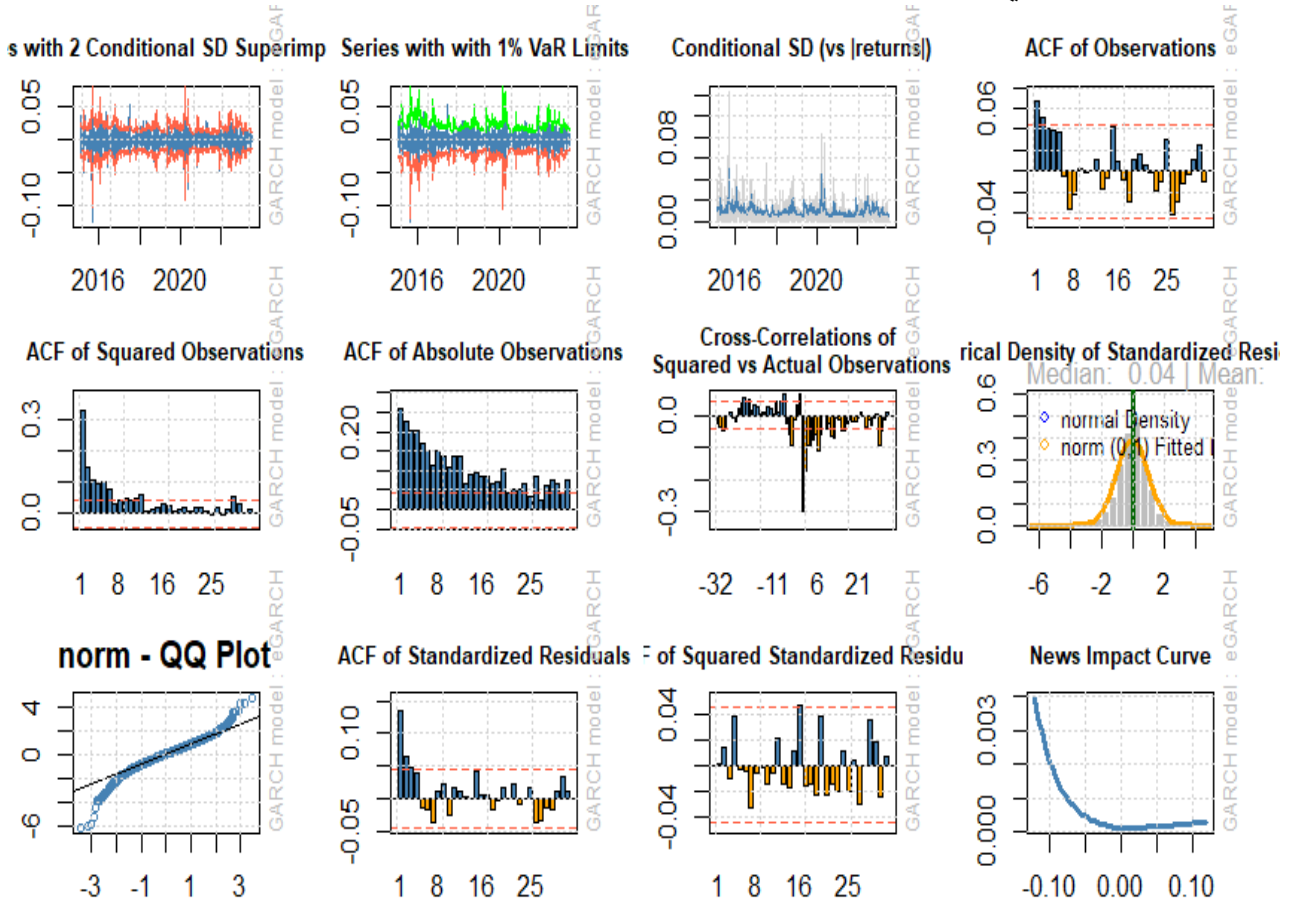 s with 2 Conditional SD Superimp
0.05
-0.10
2016 2020
GARCH model : eGAR
Series with with 1% VaR Limits
0.05
-0.10
2016 2020
GARCH model : eGAR
Conditional SD (vs |returns|)
0.08
0.00
2016 2020
GARCH model : eGAR
ACF of Observations
0.06
-0.04
1 8 16 25
GARCH model : eGAR
ACF of Squared Observations
0.3
0.0
1 8 16 25
GARCH model : eGARCH
ACF of Absolute Observations
0.20
-0.05
1 8 16 25
GARCH model : eGARCH
Cross-Correlations of
Squared vs Actual Observations
0.0
-0.3
-32 -11 6 21
GARCH model : eGARCH
rical Density of Standardized Resi
Median: 0.04 | Mean:
normal Density
norm (0,1) Fitted
0.6
0.3
0.0
-6 -2 2
GARCH model : eGARCH
norm - QQ Plot
4
0
-6
-3 -1 1 3
GARCH model : eGARCH
ACF of Standardized Residuals
0.10
-0.05
1 8 16 25
GARCH model : eGARCH
of Squared Standardized Residu
0.04
-0.04
1 8 16 25
GARCH model : eGARCH
News Impact Curve
0.003
0.000
-0.10 0.00 0.10
GARCH model : eGARCH